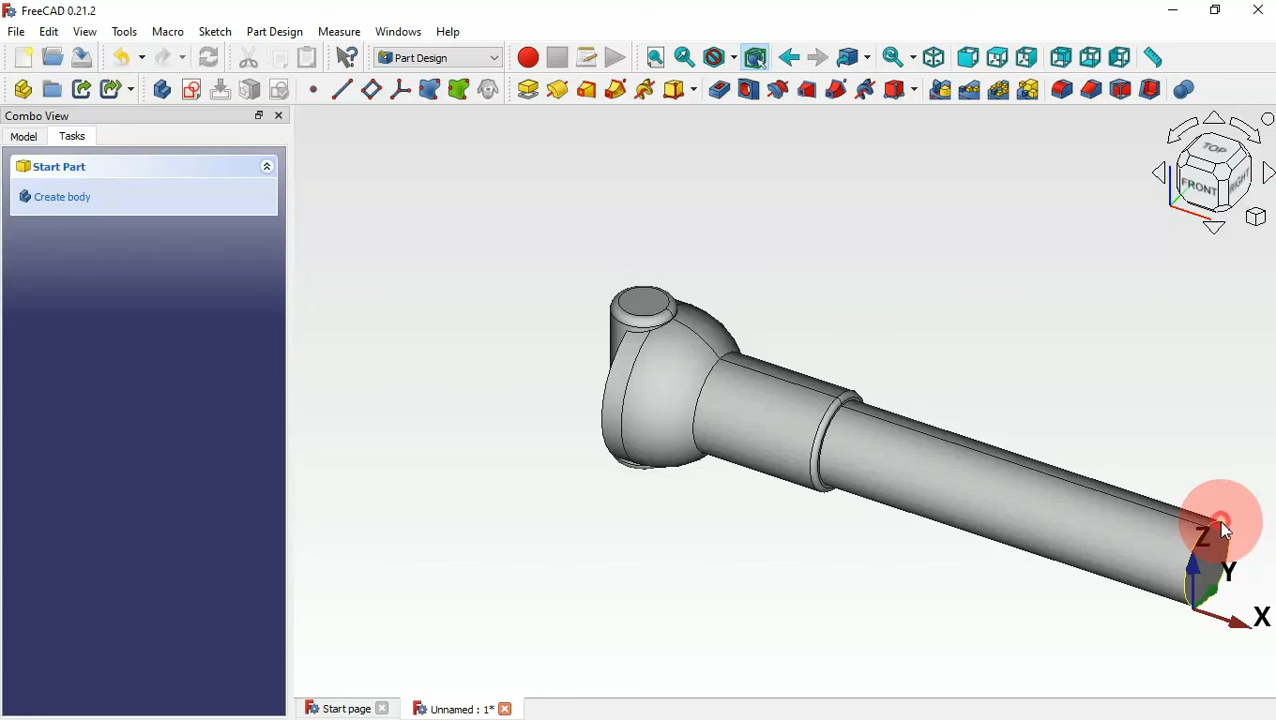 FreeCAD 0.21.2
File Edit View Tools Macro Sketch Part Design Measure Windows Help
Part Design
Combo View
Model Tasks
Start Part
Create body
TOP
FRONT RIGHT
Z
Y
X
Start page Unnamed : 1*